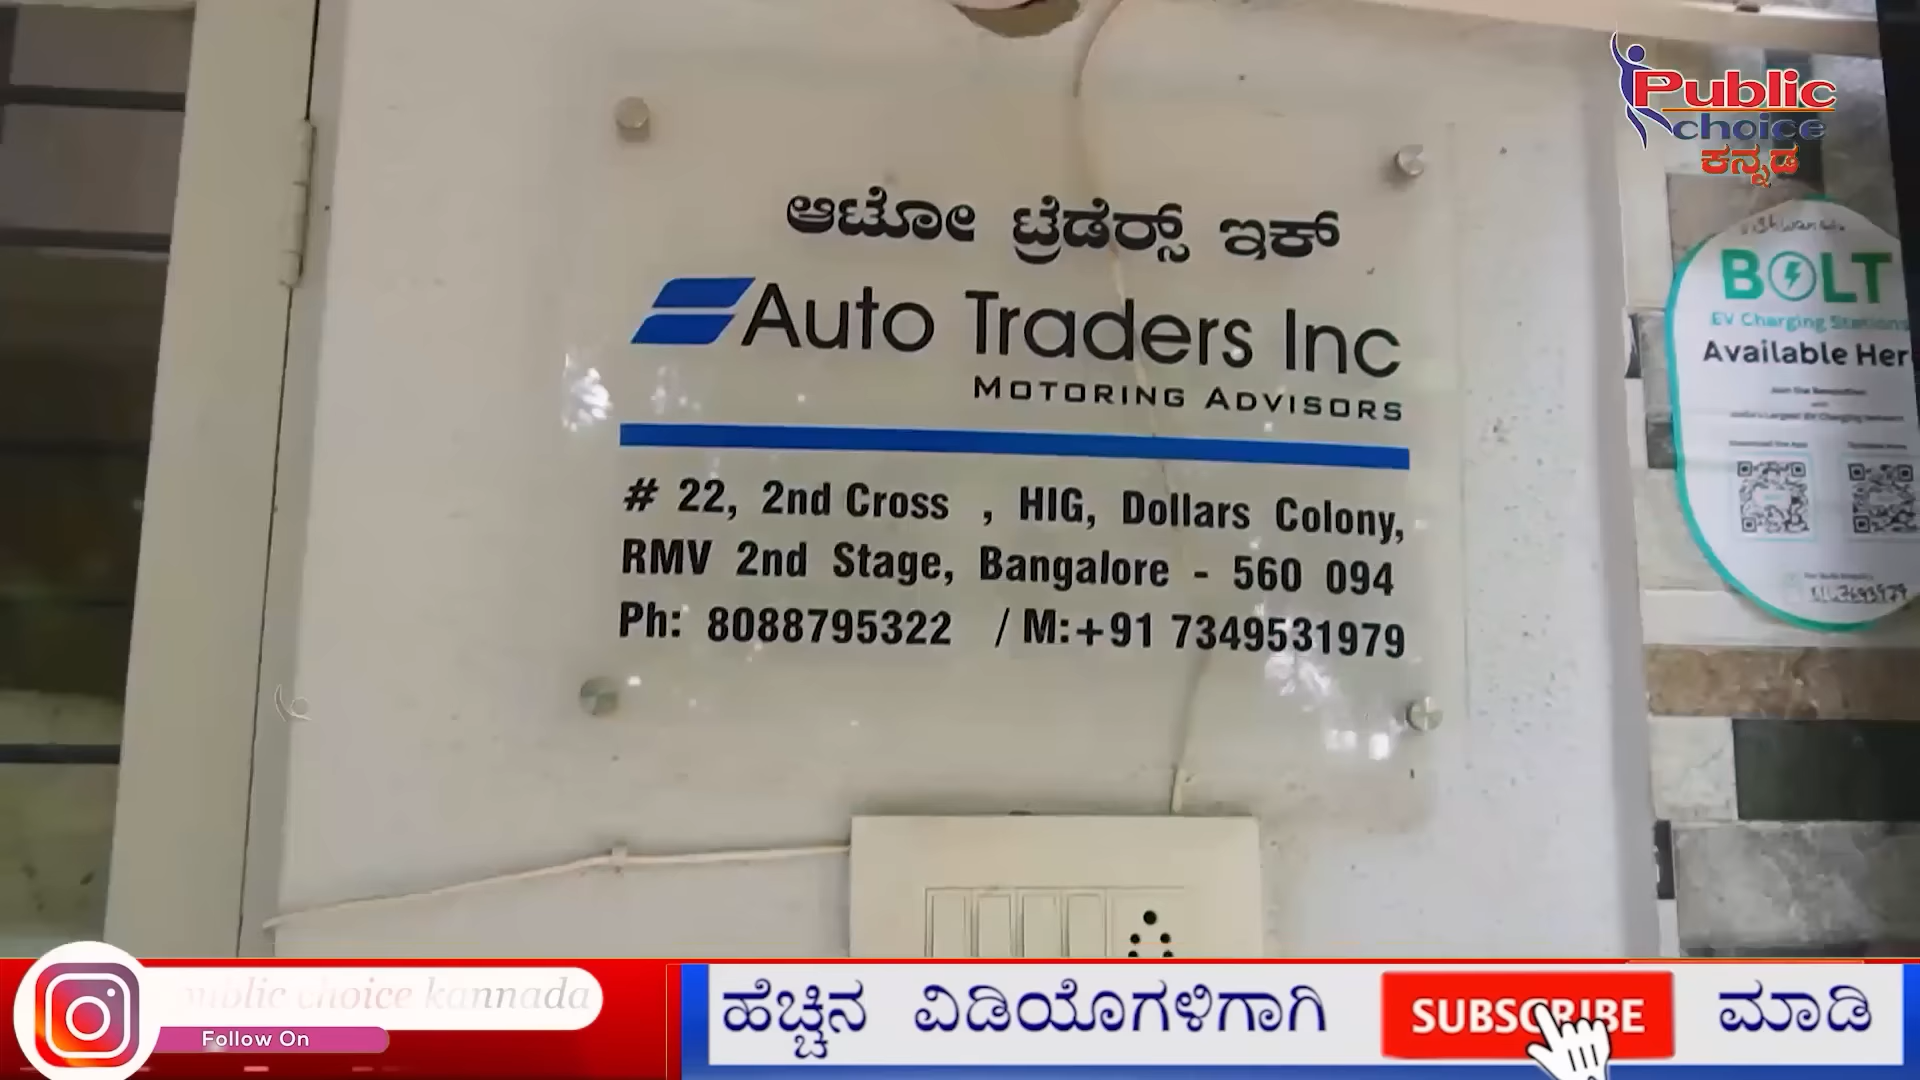 Public
choice
ಕನ್ನಡ
ಆಟೋ ಟ್ರೆಡೆರ್ಸ್ ಇಕ್
Auto Traders Inc
MOTORING ADVISORS
# 22, 2nd Cross , HIG, Dollars Colony,
RMV 2nd Stage, Bangalore - 560 094
Ph: 8088795322 / M:+91 7349531979
BOLT
EV Charging Stations
Available Her
public choice kannada
Follow On
ಹೆಚ್ಚಿನ ವಿಡಿಯೊಗಳಿಗಾಗಿ SUBSCRIBE ಮಾಡಿ